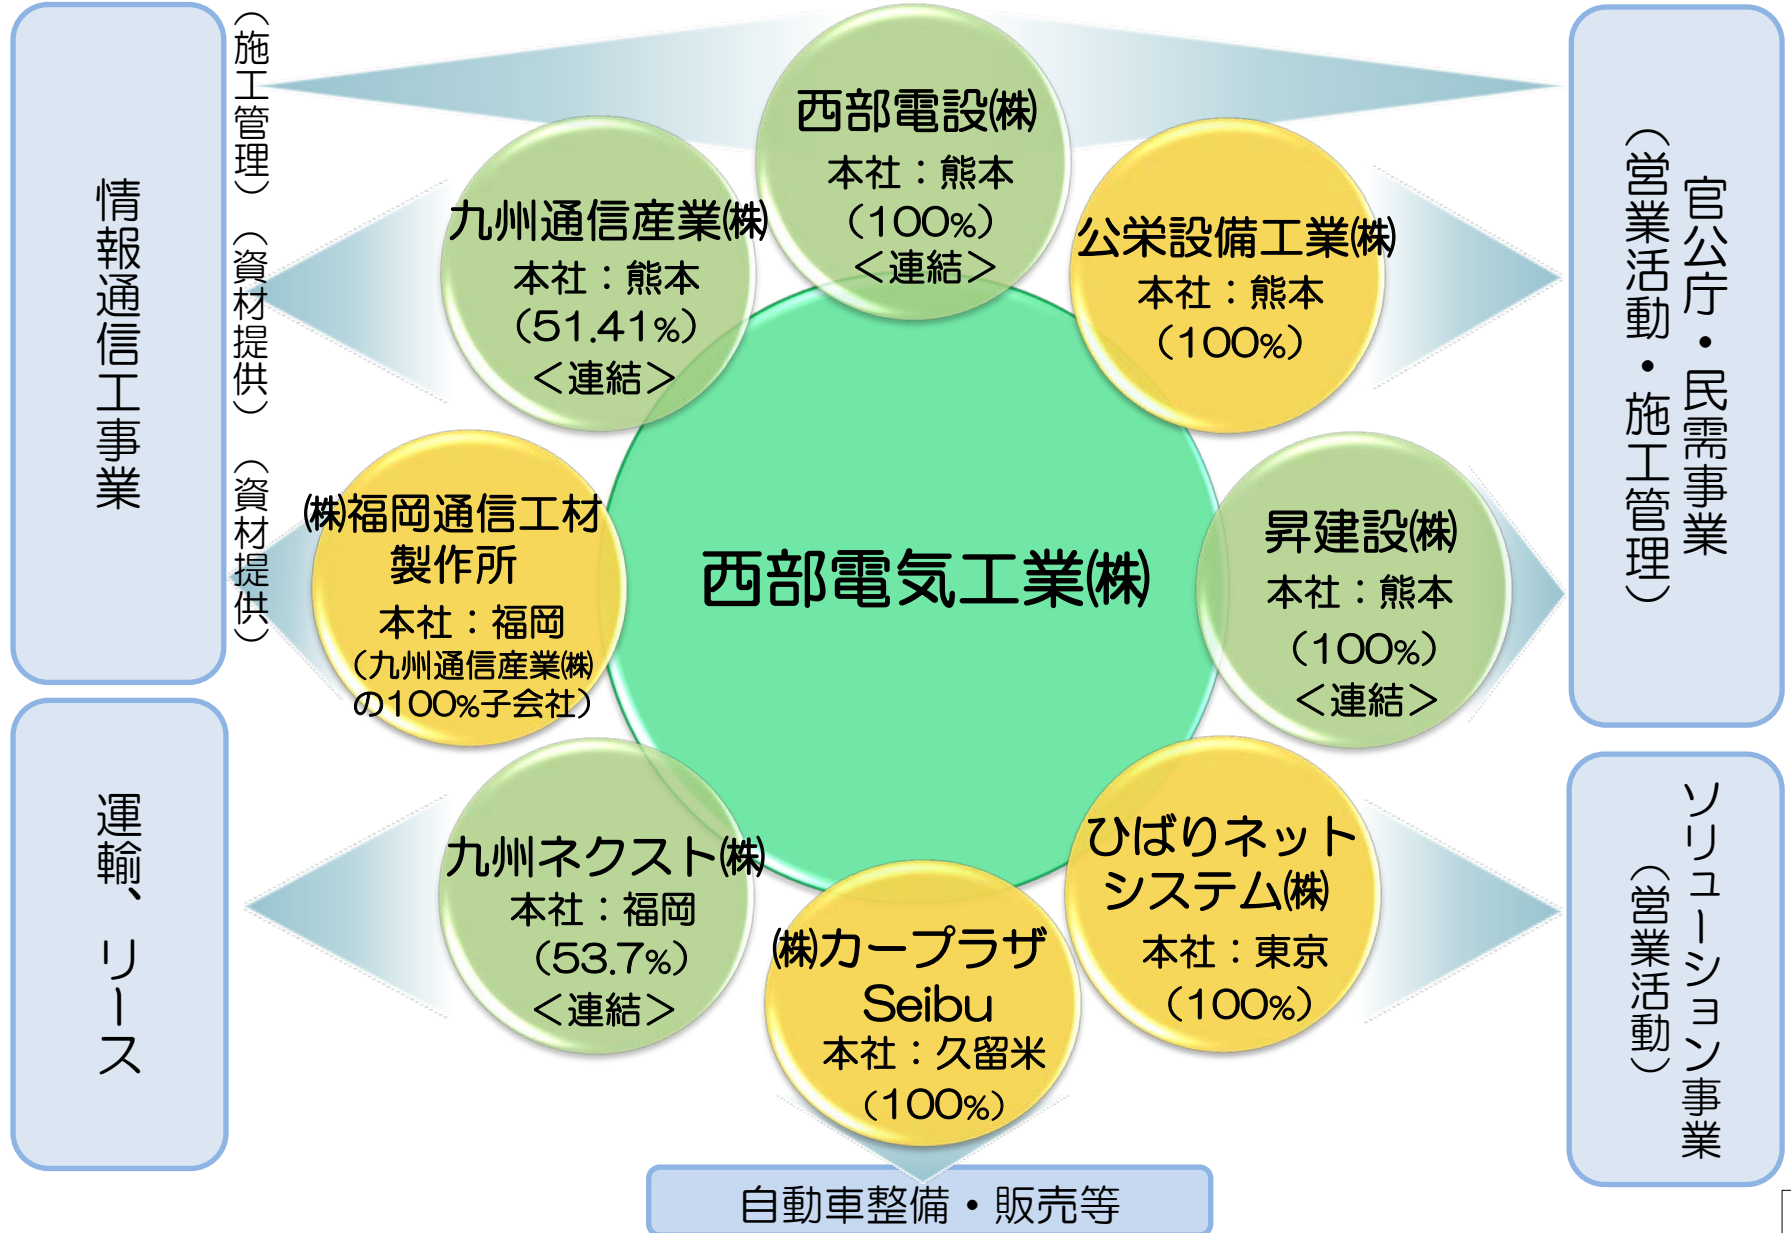 情報通信工事業
（施工管理）
（資材提供）
（資材提供）
運輸、リース
西部電設㈱
本社：熊本
（100%）
＜連結＞
九州通信産業㈱
本社：熊本
（51.41%）
＜連結＞
公栄設備工業㈱
本社：熊本
（100%）
㈱福岡通信工材
製作所
本社：福岡
（九州通信産業㈱
の100%子会社）
西部電気工業㈱
昇建設㈱
本社：熊本
（100%）
＜連結＞
九州ネクスト㈱
本社：福岡
（53.7%）
＜連結＞
㈱カープラザ
Seibu
本社：久留米
（100%）
ひばりネット
システム㈱
本社：東京
（100%）
官公庁・民需事業
（営業活動・施工管理）
ソリューション事業
（営業活動）
自動車整備・販売等